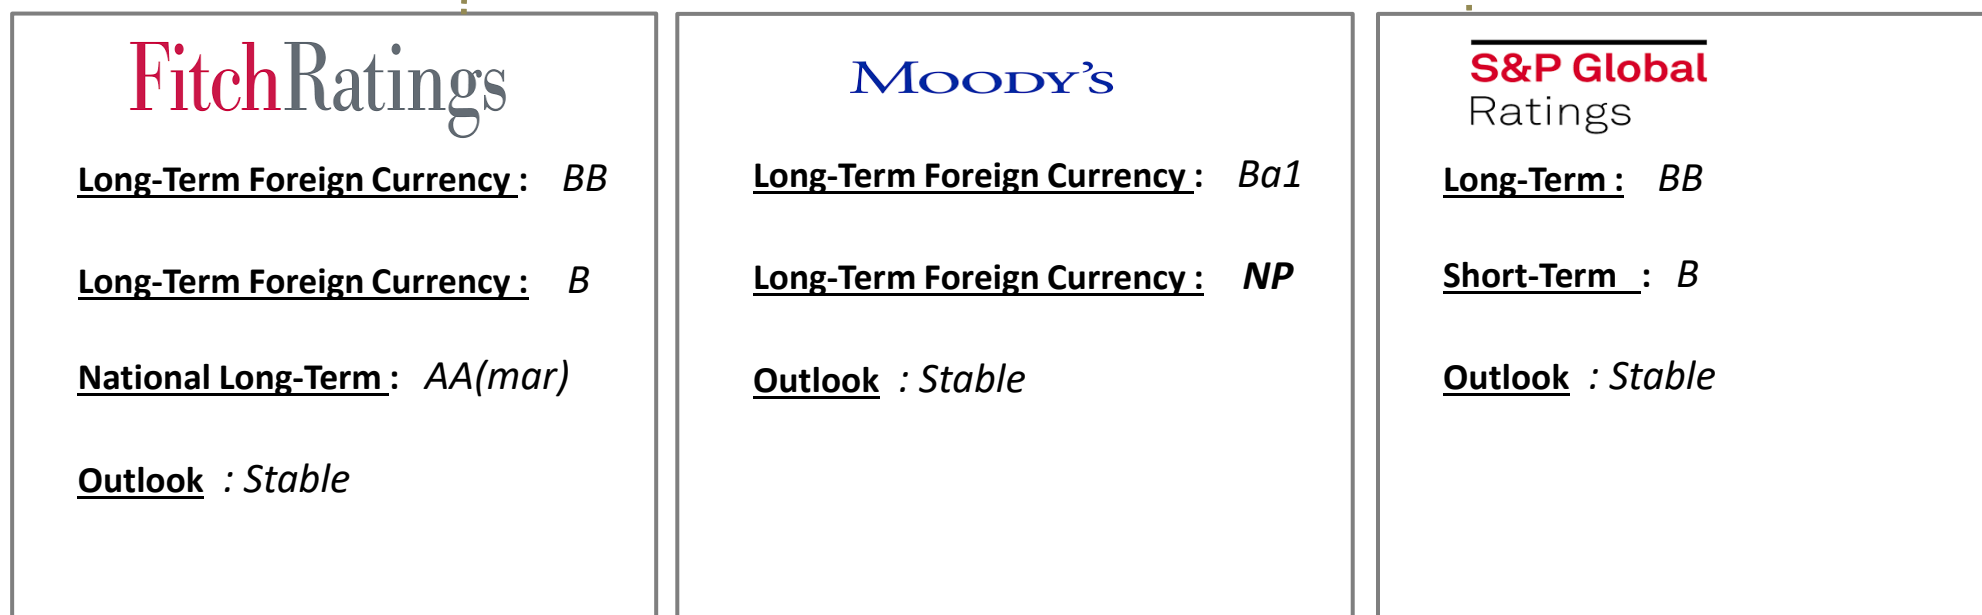 FitchRatings
Long-Term Foreign Currency : BB
Long-Term Foreign Currency : B
National Long-Term : AA(mar)
Outlook : Stable
MOODY'S
Long-Term Foreign Currency : Ba1
Long-Term Foreign Currency : NP
Outlook : Stable
S&P Global
Ratings
Long-Term : BB
Short-Term : B
Outlook : Stable